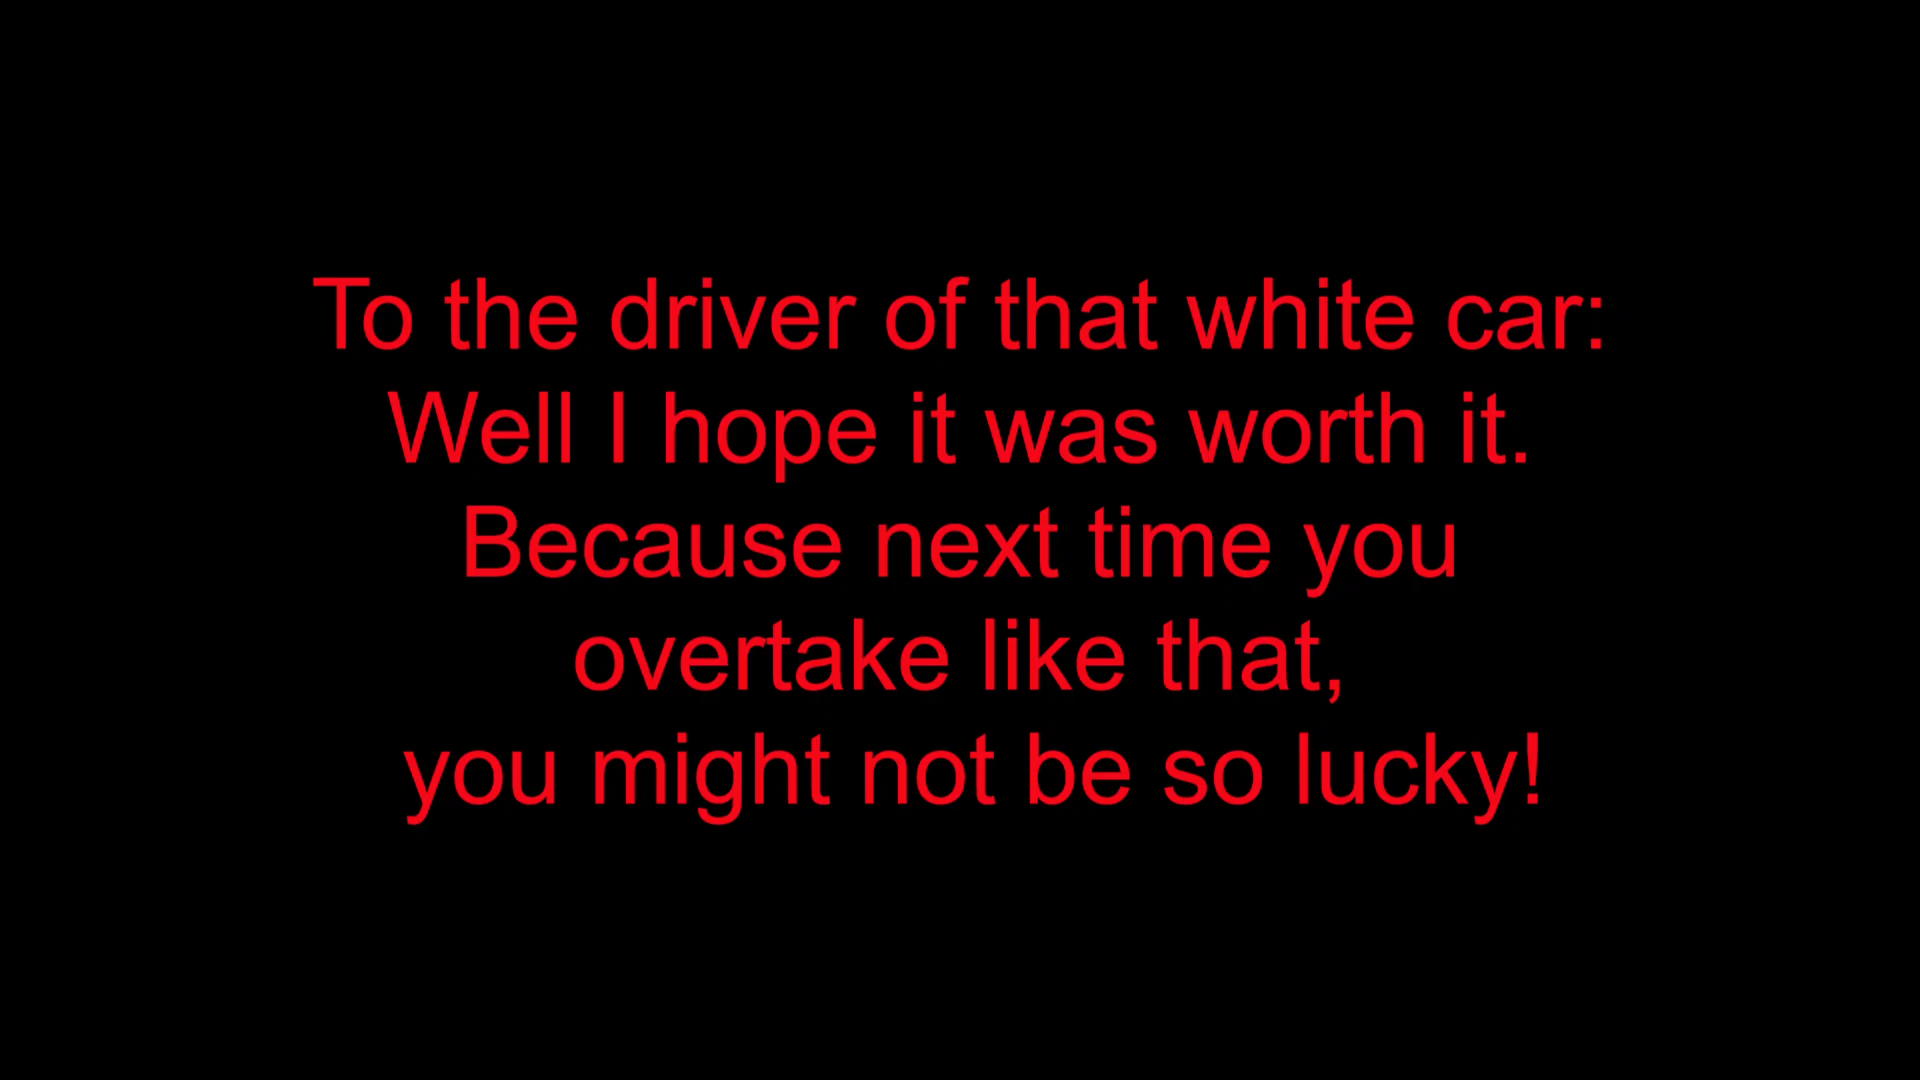 To the driver of that white car:
Well I hope it was worth it.
Because next time you
overtake like that,
you might not be so lucky!